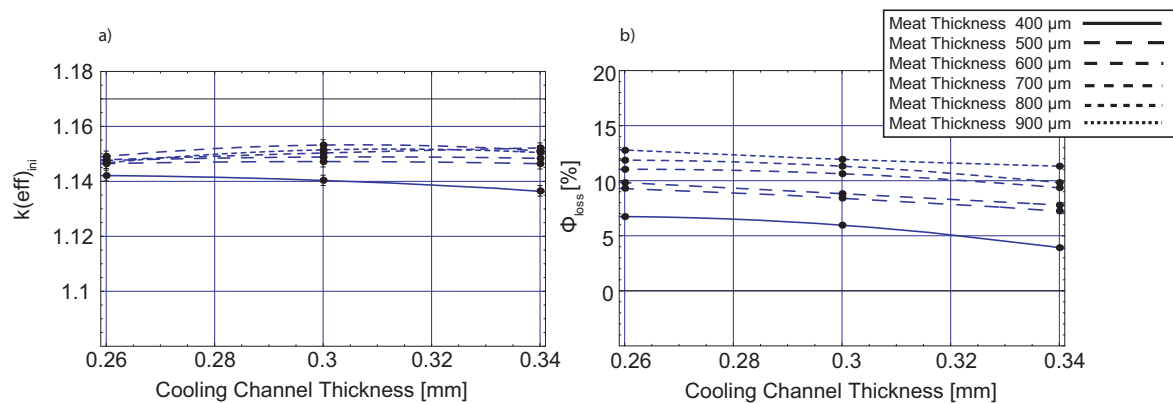 a)
k(eff)ini
1.18
1.16
1.14
1.12
1.1
0.26
0.28
0.3
0.32
0.34
Cooling Channel Thickness [mm]
b)
Φloss [%]
20
15
10
5
0
0.26
0.28
0.3
0.32
0.34
Cooling Channel Thickness [mm]
Meat Thickness 400 µm
Meat Thickness 500 µm
Meat Thickness 600 µm
Meat Thickness 700 µm
Meat Thickness 800 µm
Meat Thickness 900 µm